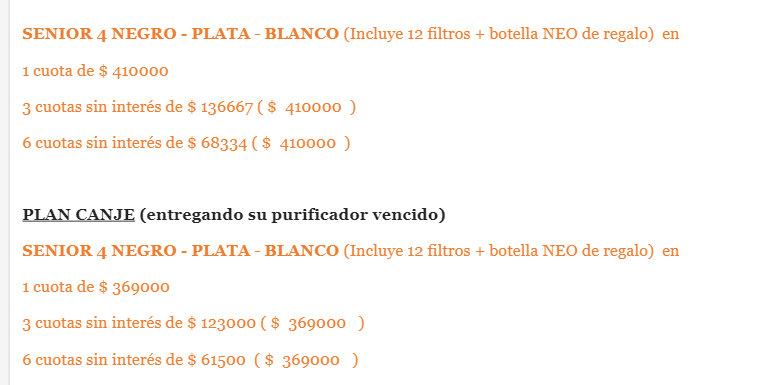 SENIOR 4 NEGRO - PLATA - BLANCO (Incluye 12 filtros + botella NEO de regalo)  en
1 cuota de $ 410000
3 cuotas sin interés de $ 136667 ( $  410000  )
6 cuotas sin interés de $ 68334 ( $  410000  )
PLAN CANJE (entregando su purificador vencido)
SENIOR 4 NEGRO - PLATA - BLANCO (Incluye 12 filtros + botella NEO de regalo)  en
1 cuota de $ 369000
3 cuotas sin interés de $ 123000 ( $  369000   )
6 cuotas sin interés de $ 61500  ( $  369000   )